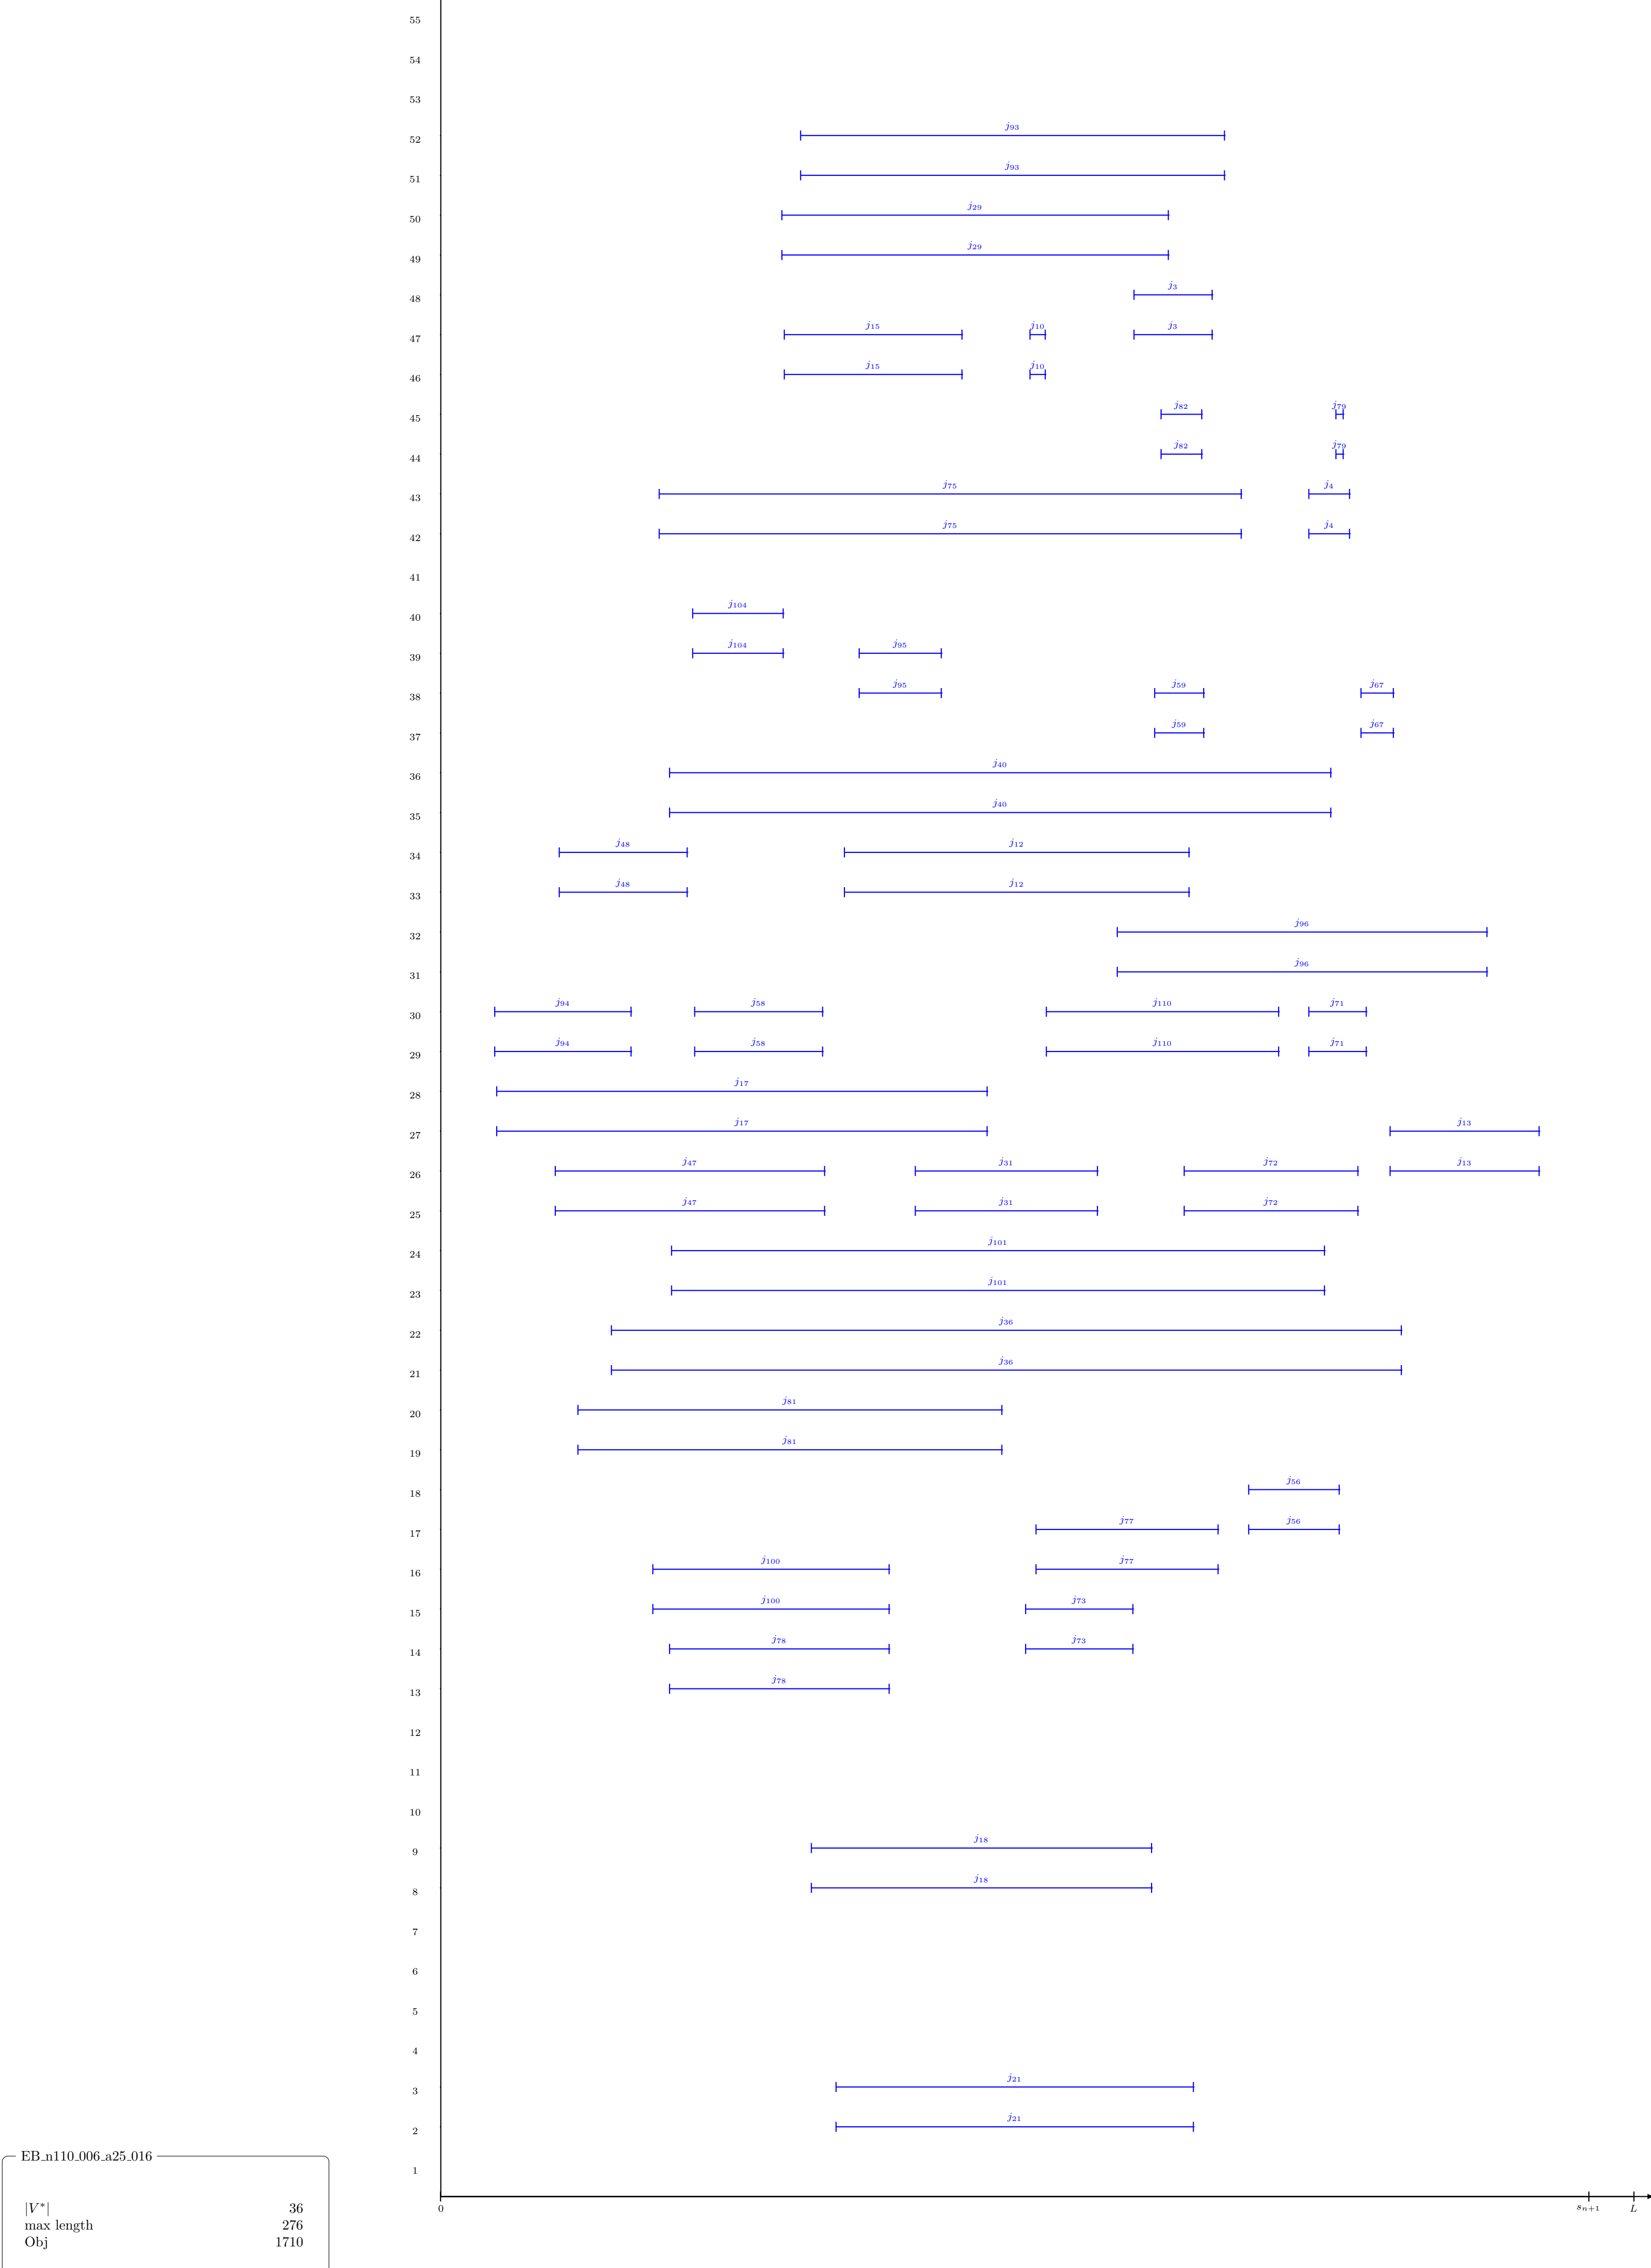 55
54
53
j93
52
j93
51
j29
50
j29
49
j3
48
j15 j10 j3
47
j15 j10
46
j82 j79
45
j82 j79
44
j75 j4
43
j75 j4
42
41
j104
40
j104 j95
39
j95 j59 j67
38
j59 j67
37
j40
36
j40
35
j48 j12
34
j48 j12
33
j96
32
j96
31
j94 j58 j110 j71
30
j94 j58 j110 j71
29
j17
28
j17 j13
27
j47 j31 j72 j13
26
j47 j31 j72
25
j101
24
j101
23
j36
22
j36
21
j81
20
j81
19
j56
18
j77 j56
17
j100 j77
16
j100 j73
15
j78 j73
14
j78
13
12
11
10
j18
9
j18
8
7
6
5
4
j21
3
j21
2
1
0 sn+1 L
EB_n110_006_a25_016
|V*| 36
max length 276
Obj 1710